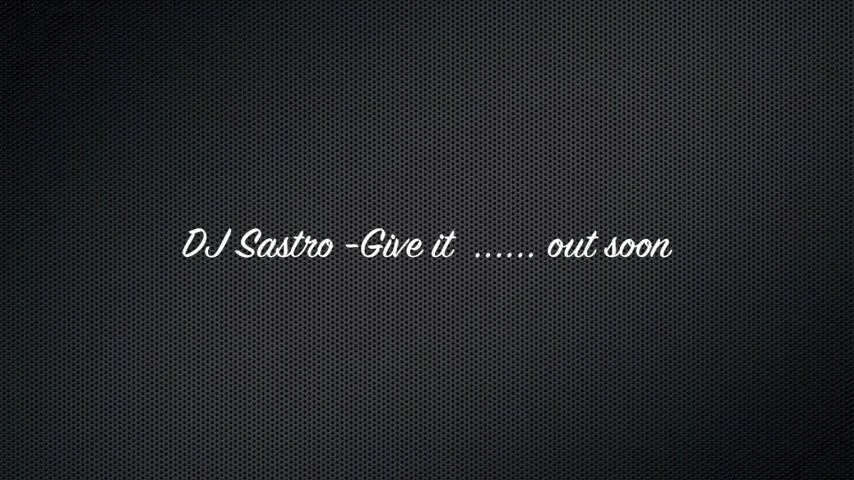 DJ Sastro -Give it ...... out soon